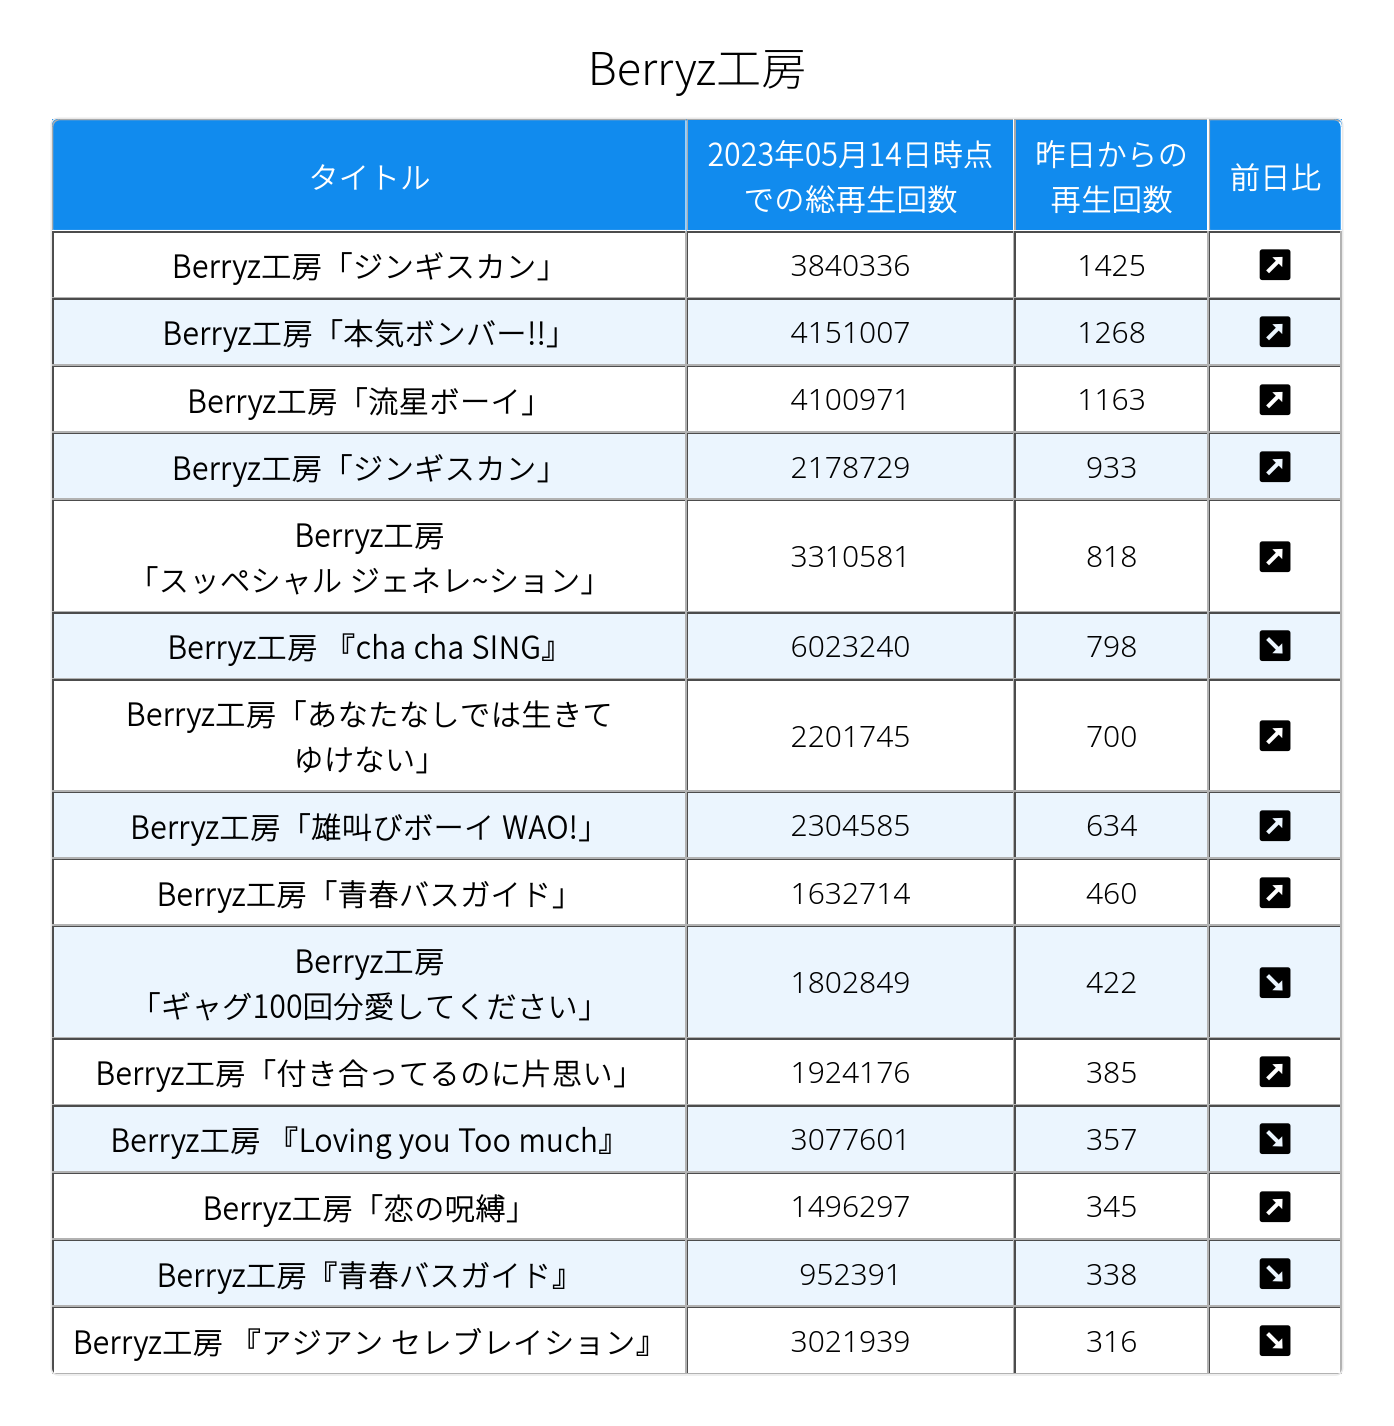 Berryz工房
タイトル
2023年05月14日時点
での総再生回数
昨日からの
再生回数
前日比
Berryz工房「ジンギスカン」 3840336 1425
Berryz工房「本気ボンバー!!」 4151007 1268
Berryz工房「流星ボーイ」 4100971 1163
Berryz工房「ジンギスカン」 2178729 933
Berryz工房
「スッペシャル ジェネレ~ション」 3310581 818
Berryz工房 『cha cha SING』 6023240 798
Berryz工房「あなたなしでは生きて
ゆけない」 2201745 700
Berryz工房「雄叫びボーイ WAO!」 2304585 634
Berryz工房「青春バスガイド」 1632714 460
Berryz工房
「ギャグ100回分愛してください」 1802849 422
Berryz工房「付き合ってるのに片思い」 1924176 385
Berryz工房 『Loving you Too much』 3077601 357
Berryz工房「恋の呪縛」 1496297 345
Berryz工房『青春バスガイド』 952391 338
Berryz工房 『アジアン セレブレイション』 3021939 316